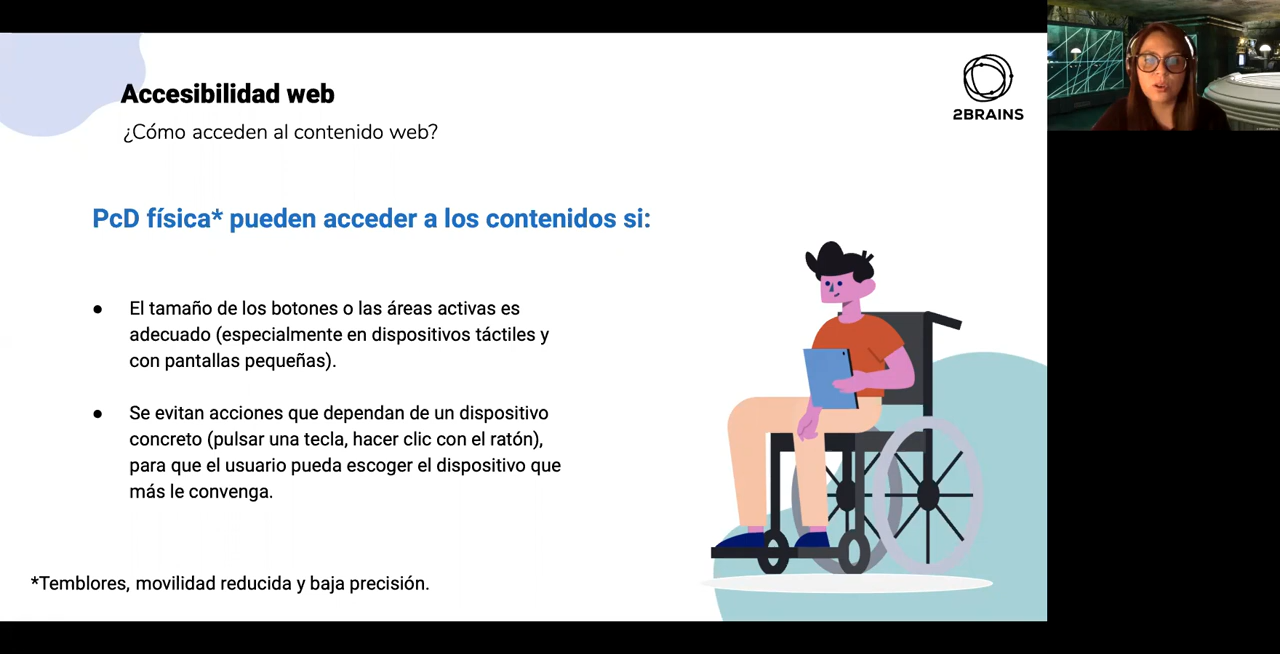 Accesibilidad web
¿Cómo acceden al contenido web?
2BRAINS
PcD física* pueden acceder a los contenidos si:
● El tamaño de los botones o las áreas activas es
adecuado (especialmente en dispositivos táctiles y
con pantallas pequeñas).
● Se evitan acciones que dependan de un dispositivo
concreto (pulsar una tecla, hacer clic con el ratón),
para que el usuario pueda escoger el dispositivo que
más le convenga.
*Temblores, movilidad reducida y baja precisión.